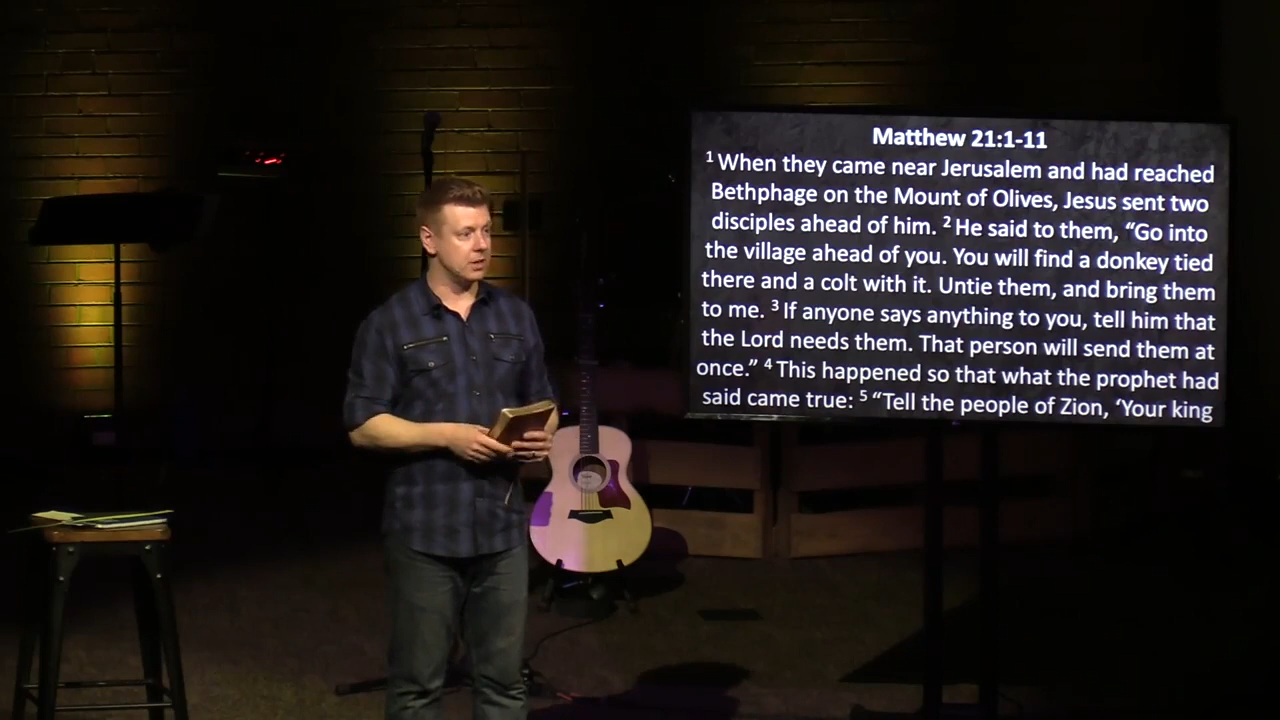 Matthew 21:1-11
¹ When they came near Jerusalem and had reached
Bethphage on the Mount of Olives, Jesus sent two
disciples ahead of him. ² He said to them, “Go into
the village ahead of you. You will find a donkey tied
there and a colt with it. Untie them, and bring them
to me. ³ If anyone says anything to you, tell him that
the Lord needs them. That person will send them at
once.” ⁴ This happened so that what the prophet had
said came true: ⁵ “Tell the people of Zion, ‘Your king